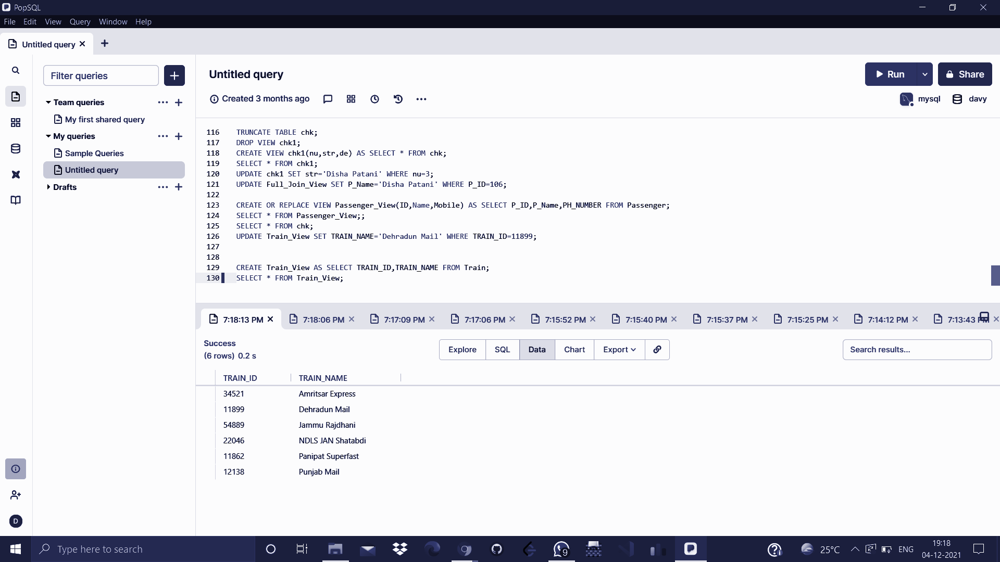 PopSQL
File Edit View Query Window Help
Untitled query
Filter queries
Team queries
My first shared query
My queries
Sample Queries
Untitled query
Drafts
D
Untitled query
Run
Share
Created 3 months ago
mysql
davy
116 TRUNCATE TABLE chk;
117 DROP VIEW chk1;
118 CREATE VIEW chk1(nu,str,de) AS SELECT * FROM chk;
119 SELECT * FROM chk1;
120 UPDATE chk1 SET str='Disha Patani' WHERE nu=3;
121 UPDATE Full_Join_View SET P_Name='Disha Patani' WHERE P_ID=106;
122
123 CREATE OR REPLACE VIEW Passenger_View(ID,Name,Mobile) AS SELECT P_ID,P_Name,PH_NUMBER FROM Passenger;
124 SELECT * FROM Passenger_View;;
125 SELECT * FROM chk;
126 UPDATE Train_View SET TRAIN_NAME='Dehradun Mail' WHERE TRAIN_ID=11899;
127
128
129 CREATE Train_View AS SELECT TRAIN_ID,TRAIN_NAME FROM Train;
130 SELECT * FROM Train_View;
7:18:13 PM 7:18:06 PM 7:17:09 PM 7:17:06 PM 7:15:52 PM 7:15:40 PM 7:15:37 PM 7:15:25 PM 7:14:12 PM 7:13:43 PM
Success
(6 rows) 0.2 s
Explore SQL Data Chart Export
Search results...
TRAIN_ID TRAIN_NAME
34521 Amritsar Express
11899 Dehradun Mail
54889 Jammu Rajdhani
22046 NDLS JAN Shatabdi
11862 Panipat Superfast
12138 Punjab Mail
Type here to search
9
25°C
ENG
19:18
04-12-2021